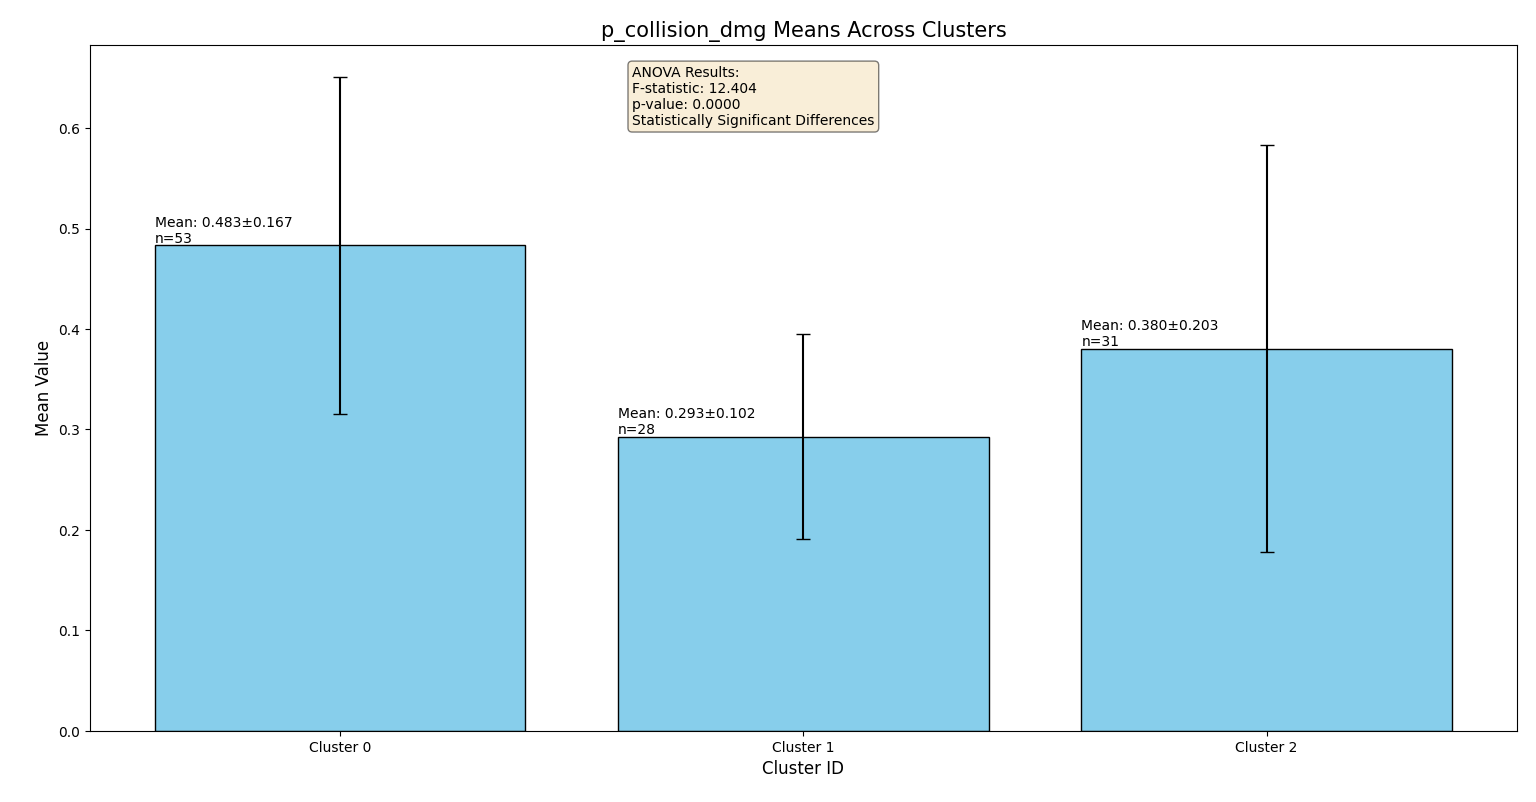 p_collision_dmg Means Across Clusters
ANOVA Results:
F-statistic: 12.404
p-value: 0.0000
Statistically Significant Differences
Mean Value
0.6
0.5
0.4
0.3
0.2
0.1
0.0
Mean: 0.483±0.167
n=53
Mean: 0.293±0.102
n=28
Mean: 0.380±0.203
n=31
Cluster 0
Cluster 1
Cluster 2
Cluster ID